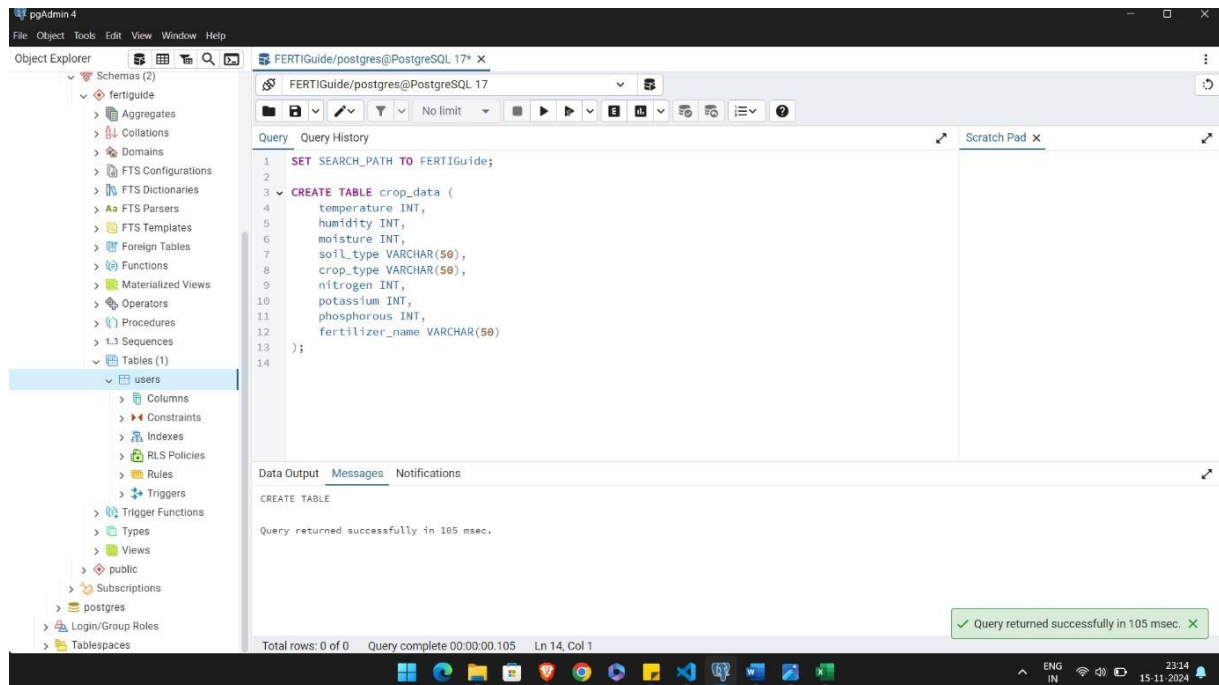 pgAdmin 4
File Object Tools Edit View Window Help
Object Explorer
Schemas (2)
fertiguide
Aggregates
Collations
Domains
FTS Configurations
FTS Dictionaries
Aa FTS Parsers
FTS Templates
Foreign Tables
Functions
Materialized Views
Operators
Procedures
1..3 Sequences
Tables (1)
users
Columns
Constraints
Indexes
RLS Policies
Rules
Triggers
Trigger Functions
Types
Views
public
Subscriptions
postgres
Login/Group Roles
Tablespaces
FERTIGuide/postgres@PostgreSQL 17*
FERTIGuide/postgres@PostgreSQL 17
No limit
E
Query Query History
Scratch Pad
1 SET SEARCH_PATH TO FERTIGuide;
2
3 CREATE TABLE crop_data (
4 temperature INT,
5 humidity INT,
6 moisture INT,
7 soil_type VARCHAR(50),
8 crop_type VARCHAR(50),
9 nitrogen INT,
10 potassium INT,
11 phosphorous INT,
12 fertilizer_name VARCHAR(50)
13 );
14
Data Output Messages Notifications
CREATE TABLE
Query returned successfully in 105 msec.
Query returned successfully in 105 msec.
Total rows: 0 of 0 Query complete 00:00:00.105 Ln 14, Col 1
ENG
IN
23:14
15-11-2024